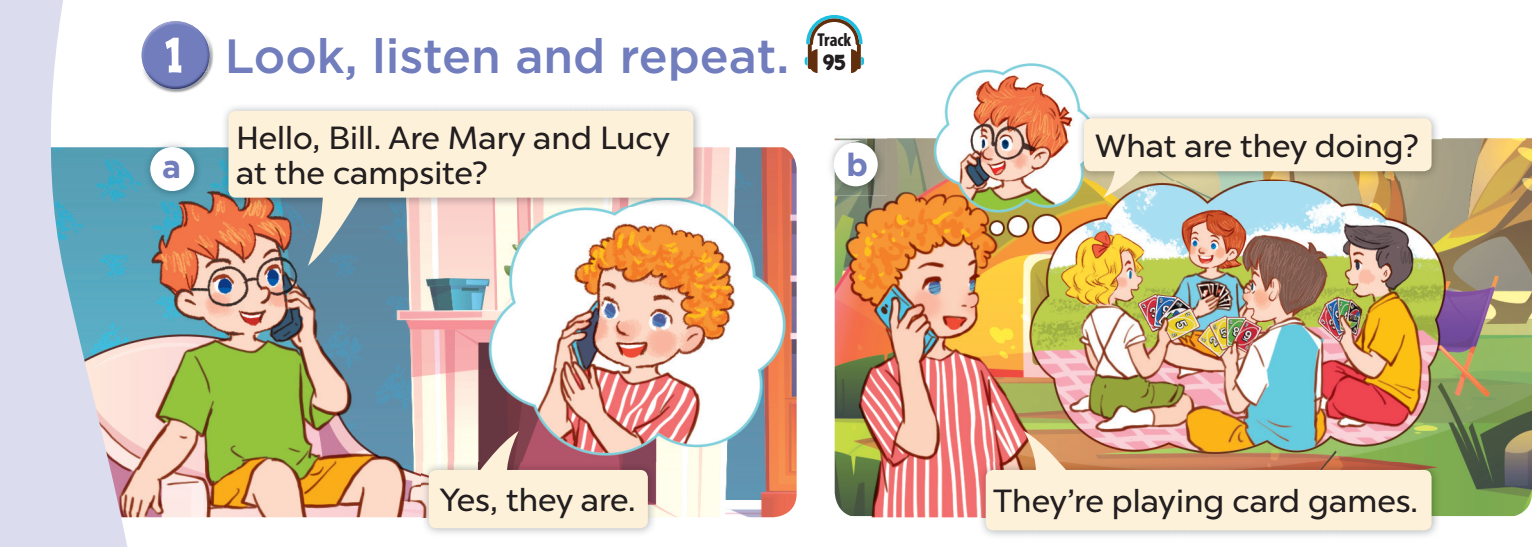 1 Look, listen and repeat. Track 95
a
Hello, Bill. Are Mary and Lucy
at the campsite?
Yes, they are.
b
What are they doing?
They're playing card games.